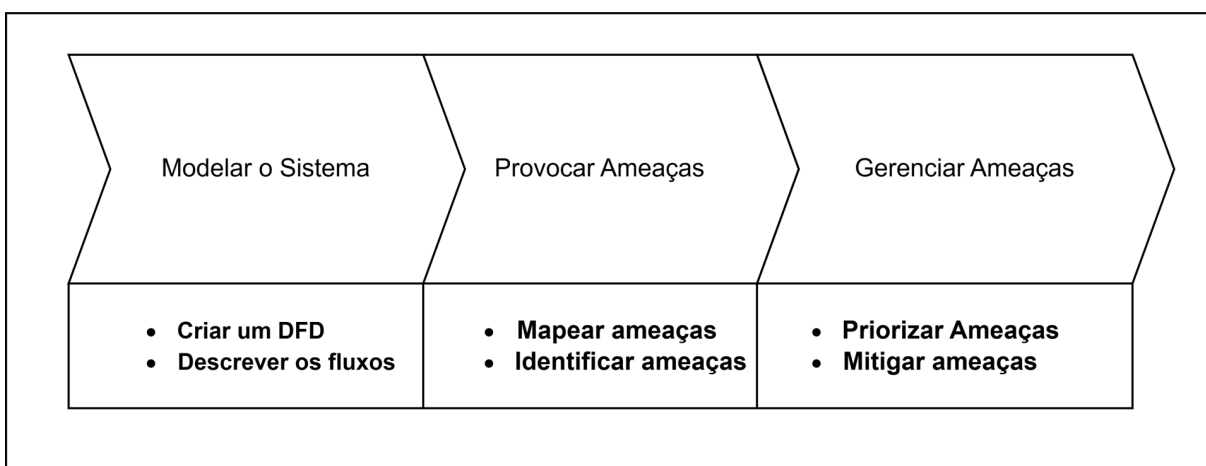 Modelar o Sistema
Provocar Ameaças
Gerenciar Ameaças
• Criar um DFD
• Descrever os fluxos
• Mapear ameaças
• Identificar ameaças
• Priorizar Ameaças
• Mitigar ameaças